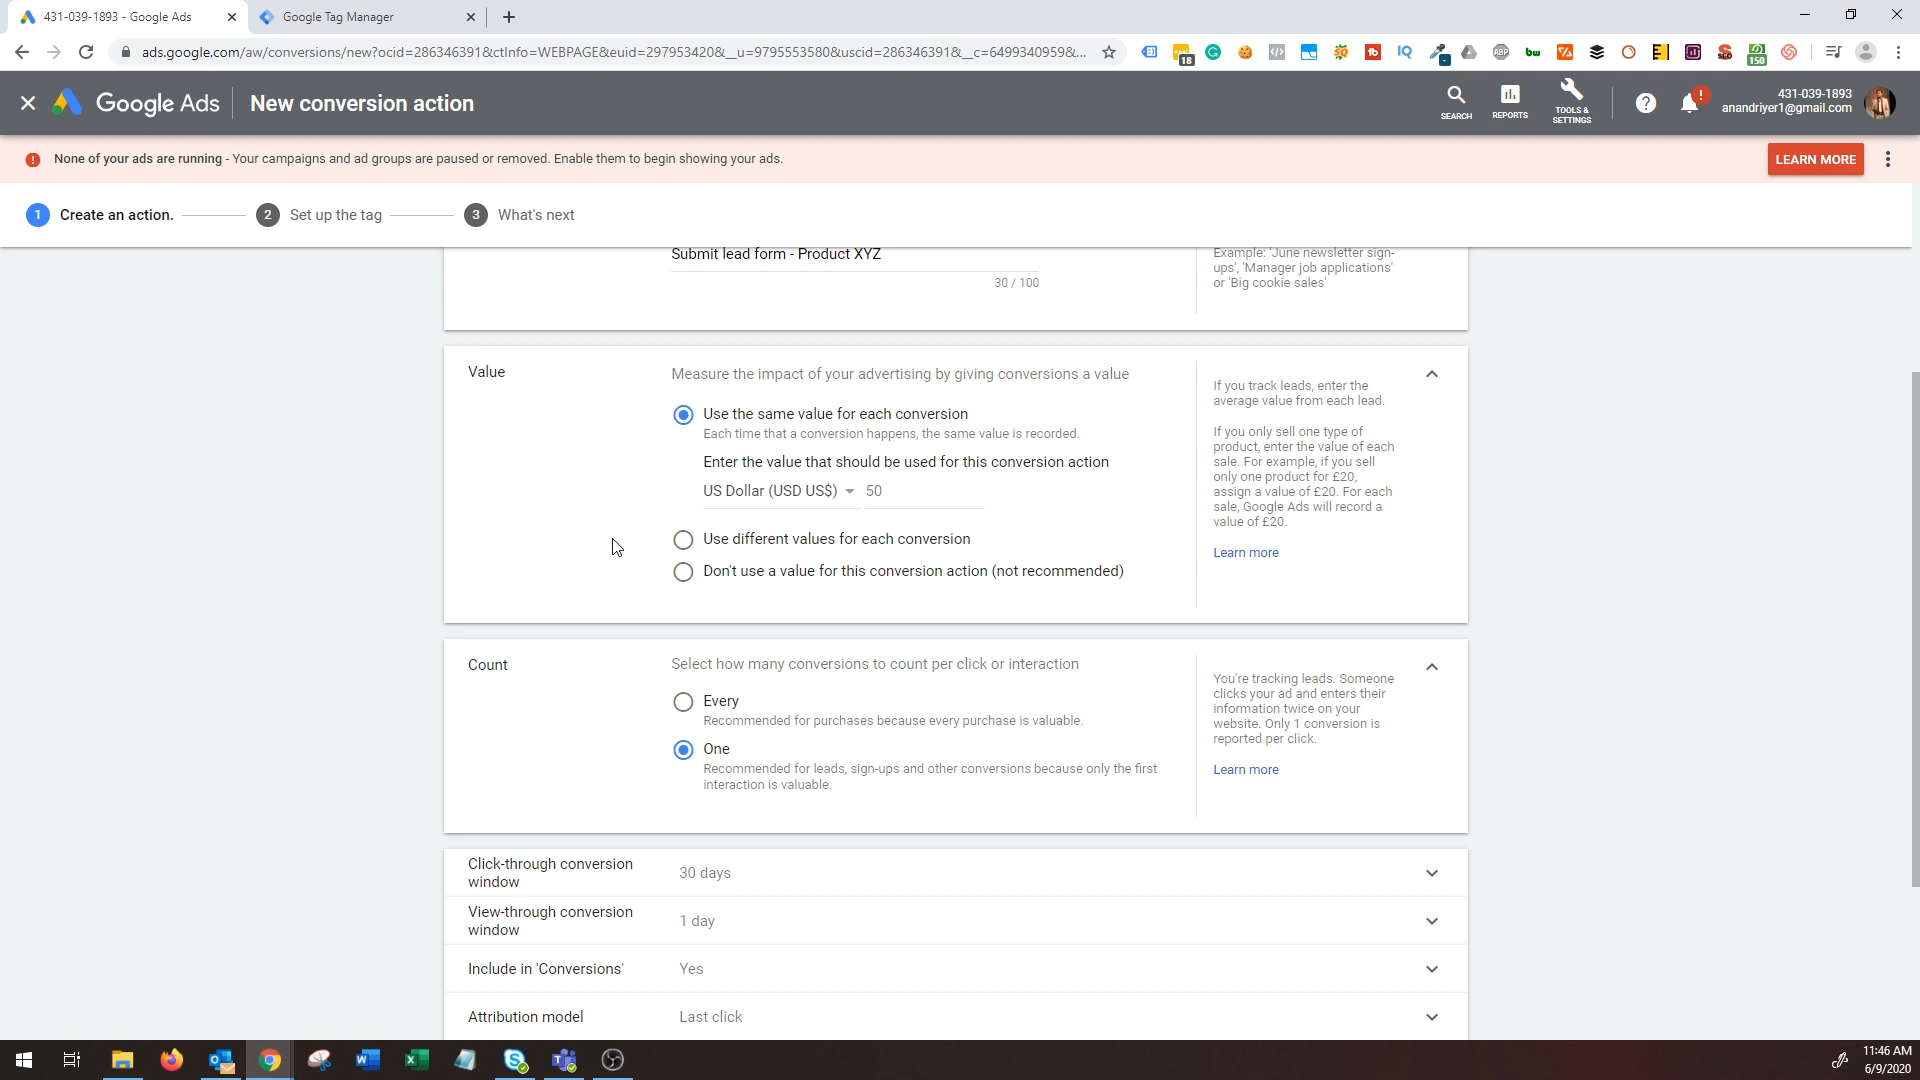 431-039-1893 - Google Ads
Google Tag Manager
ads.google.com/aw/conversions/new?ocid=286346391&ctInfo=WEBPAGE&euid=297953420&__u=9795553580&uscid=286346391&__c=6499340959&...
18
150
Google Ads
New conversion action
SEARCH
REPORTS
TOOLS &
SETTINGS
431-039-1893
anandriyer1@gmail.com
None of your ads are running - Your campaigns and ad groups are paused or removed. Enable them to begin showing your ads.
LEARN MORE
1 Create an action.
2 Set up the tag
3 What's next
Submit lead form - Product XYZ
30 / 100
Example: 'June newsletter sign-
ups', 'Manager job applications'
or 'Big cookie sales'
Value
Measure the impact of your advertising by giving conversions a value
Use the same value for each conversion
Each time that a conversion happens, the same value is recorded.
Enter the value that should be used for this conversion action
US Dollar (USD US$) 50
Use different values for each conversion
Don't use a value for this conversion action (not recommended)
If you track leads, enter the
average value from each lead.
If you only sell one type of
product, enter the value of each
sale. For example, if you sell
only one product for £20,
assign a value of £20. For each
sale, Google Ads will record a
value of £20.
Learn more
Count
Select how many conversions to count per click or interaction
Every
Recommended for purchases because every purchase is valuable.
One
Recommended for leads, sign-ups and other conversions because only the first
interaction is valuable.
You're tracking leads. Someone
clicks your ad and enters their
information twice on your
website. Only 1 conversion is
reported per click.
Learn more
Click-through conversion
window
30 days
View-through conversion
window
1 day
Include in 'Conversions'
Yes
Attribution model
Last click
11:46 AM
6/9/2020